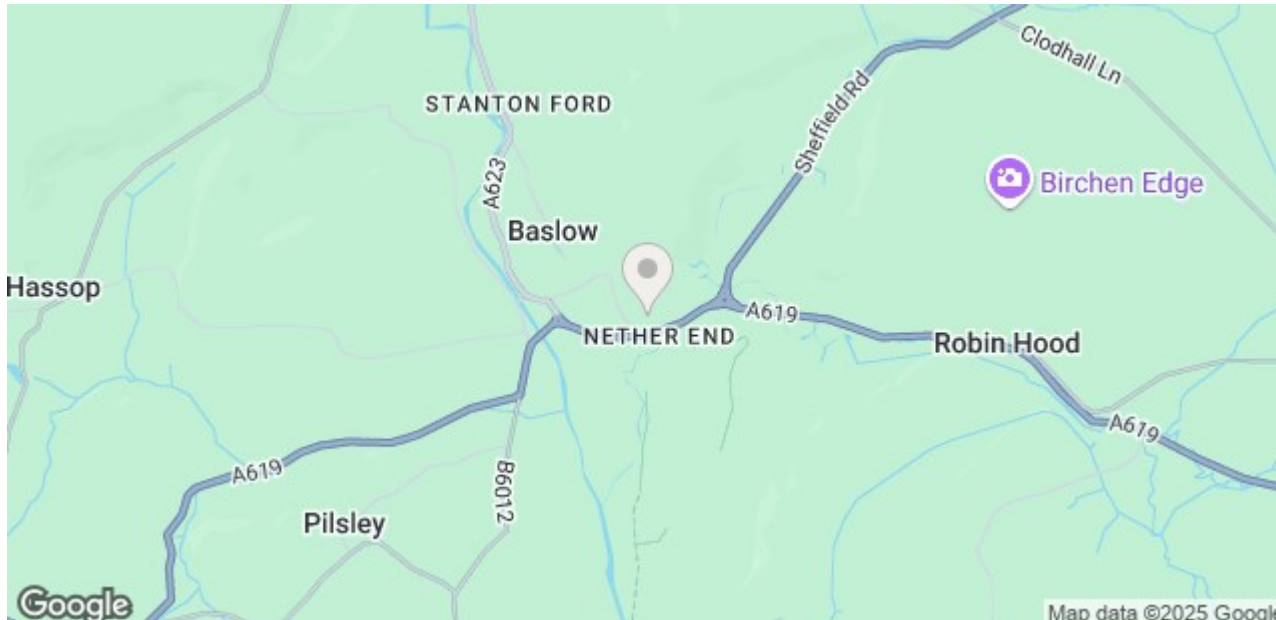 Clodhall Ln
STANTON FORD
Sheffield Rd
A623
Birchen Edge
Baslow
Hassop
A619
NETHER END
Robin Hood
A619
A619
B6012
Pilsley
Google
Map data ©2025 Google